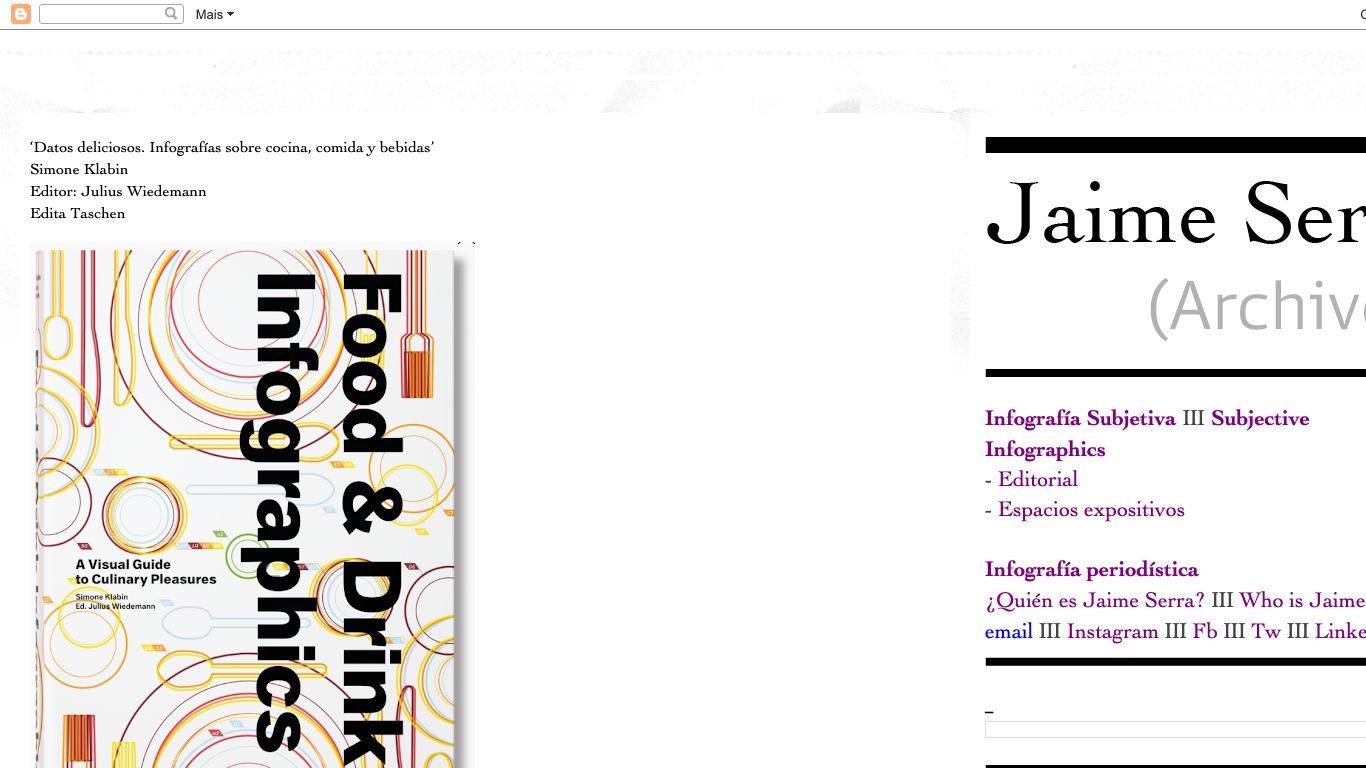 Mais
‘Datos deliciosos. Infografías sobre cocina, comida y bebidas’
Simone Klabin
Editor: Julius Wiedemann
Edita Taschen
Food & Drink
Infographics
A Visual Guide
to Culinary Pleasures
Simone Klabin
Ed. Julius Wiedemann
Jaime Ser
(Archiv
Infografía Subjetiva III Subjective
Infographics
- Editorial
- Espacios expositivos
Infografía periodística
¿Quién es Jaime Serra? III Who is Jaime
email III Instagram III Fb III Tw III Linke
–